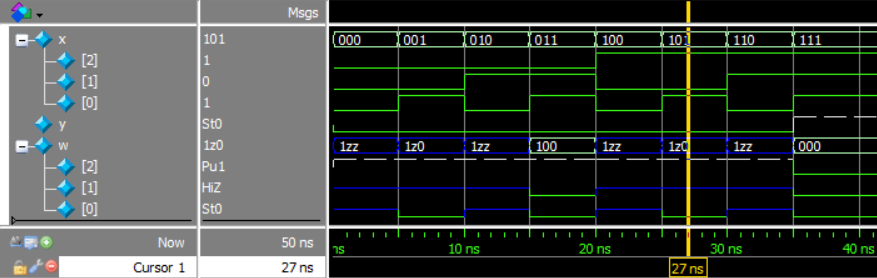 Msgs
x 101 000 001 010 011 100 101 110 111
[2] 1
[1] 0
[0] 1
y St0
w 1z0 1zz 1z0 1zz 100 1zz 1z0 1zz 000
[2] Pu1
[1] HiZ
[0] St0
Now 50 ns ns 10 ns 20 ns 30 ns 40 ns
Cursor 1 27 ns 27 ns